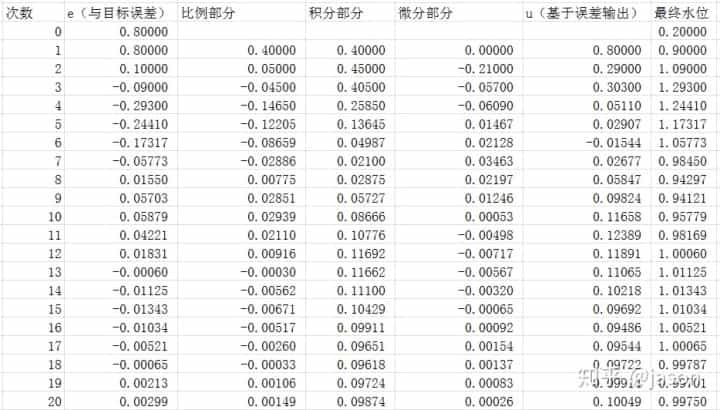 次数 e（与目标误差） 比例部分 积分部分 微分部分 u（基于误差输出） 最终水位
0 0.80000 0.20000
1 0.80000 0.40000 0.40000 0.00000 0.80000 0.90000
2 0.10000 0.05000 0.45000 -0.21000 0.29000 1.09000
3 -0.09000 -0.04500 0.40500 -0.05700 0.30300 1.29300
4 -0.29300 -0.14650 0.25850 -0.06090 0.05110 1.24410
5 -0.24410 -0.12205 0.13645 0.01467 0.02907 1.17317
6 -0.17317 -0.08659 0.04987 0.02128 -0.01544 1.05773
7 -0.05773 -0.02886 0.02100 0.03463 0.02677 0.98450
8 0.01550 0.00775 0.02875 0.02197 0.05847 0.94297
9 0.05703 0.02851 0.05727 0.01246 0.09824 0.94121
10 0.05879 0.02939 0.08666 0.00053 0.11658 0.95779
11 0.04221 0.02110 0.10776 -0.00498 0.12389 0.98169
12 0.01831 0.00916 0.11692 -0.00717 0.11891 1.00060
13 -0.00060 -0.00030 0.11662 -0.00567 0.11065 1.01125
14 -0.01125 -0.00562 0.11100 -0.00320 0.10218 1.01343
15 -0.01343 -0.00671 0.10429 -0.00065 0.09692 1.01034
16 -0.01034 -0.00517 0.09911 0.00092 0.09486 1.00521
17 -0.00521 -0.00260 0.09651 0.00154 0.09544 1.00065
18 -0.00065 -0.00033 0.09618 0.00137 0.09722 0.99787
19 0.00213 0.00106 0.09724 0.00083 0.09914 0.99701
20 0.00299 0.00149 0.09874 0.00026 0.10049 0.99750
知乎 @jason